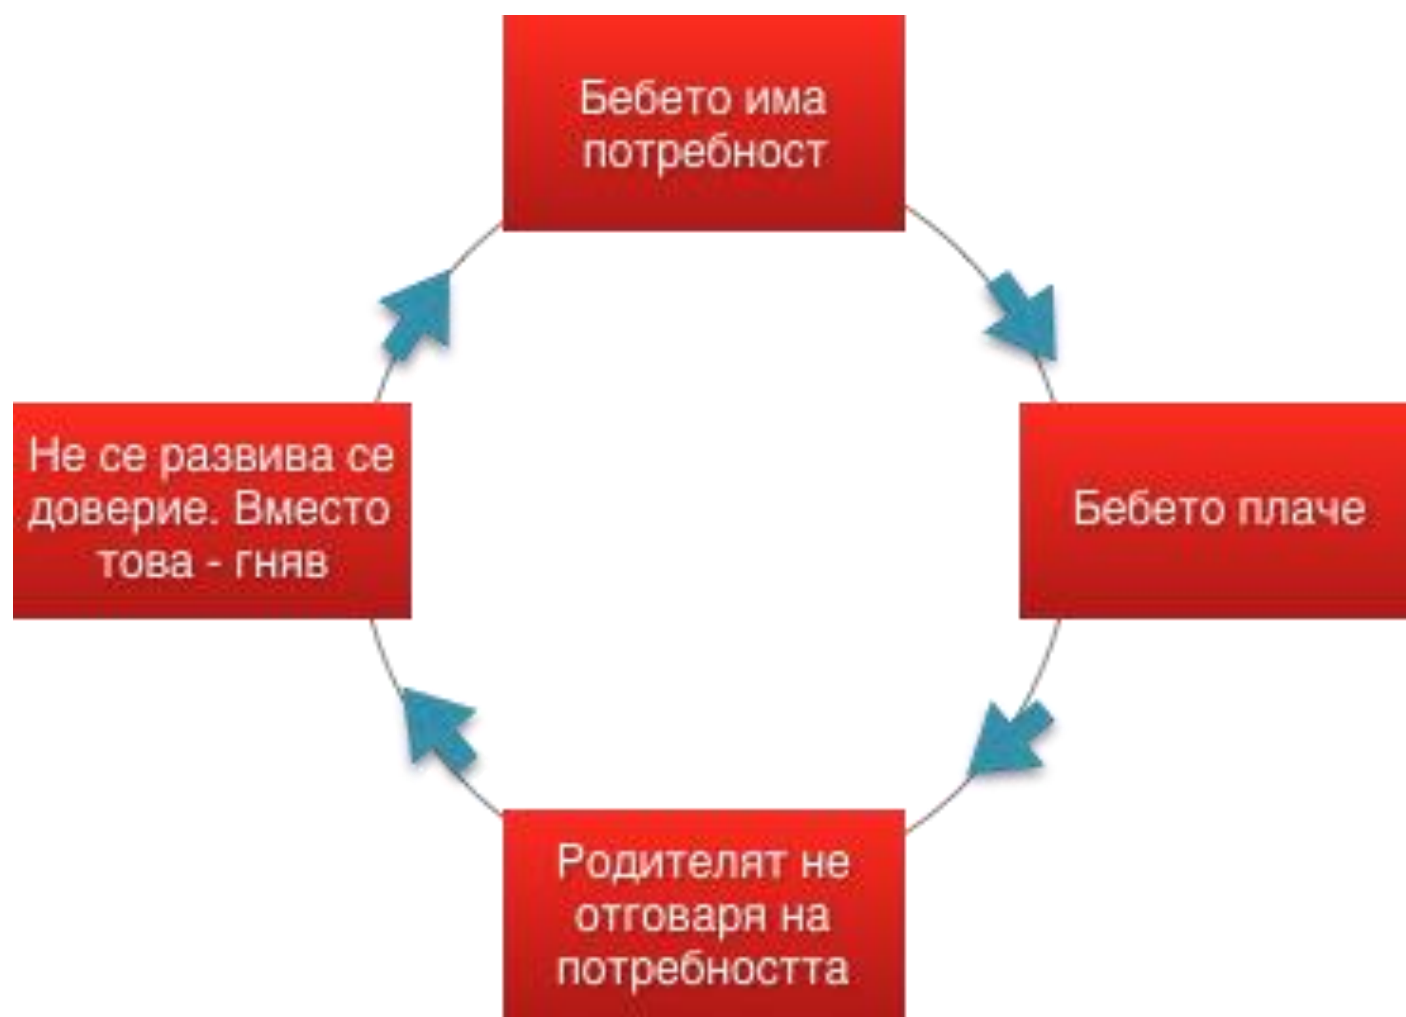 Бебето има
потребност
Бебето плаче
Родителят не
отговаря на
потребността
Не се развива се
доверие. Вместо
това - гняв